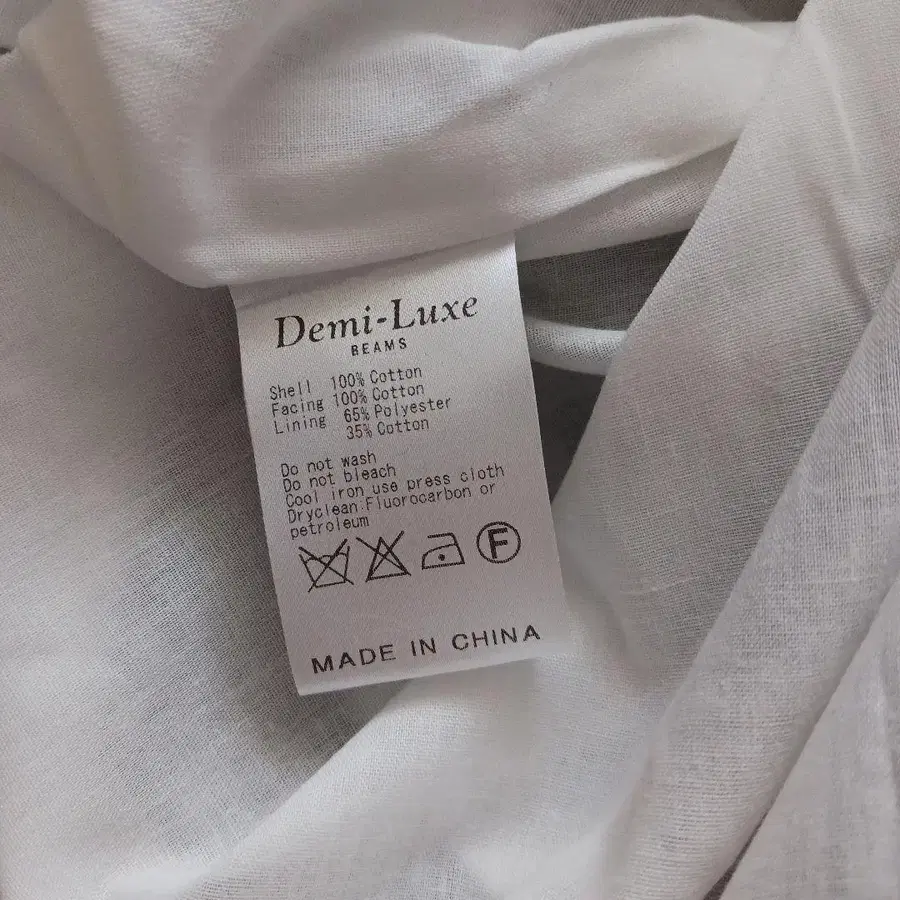 Demi-Luxe
BEAMS
Shell 100% Cotton
Facing 100% Cotton
Lining 65% Polyester
35% Cotton
Do not wash
Do not bleach
Cool iron use press cloth
Dryclean:Fluorocarbon or
petroleum
F
MADE IN CHINA